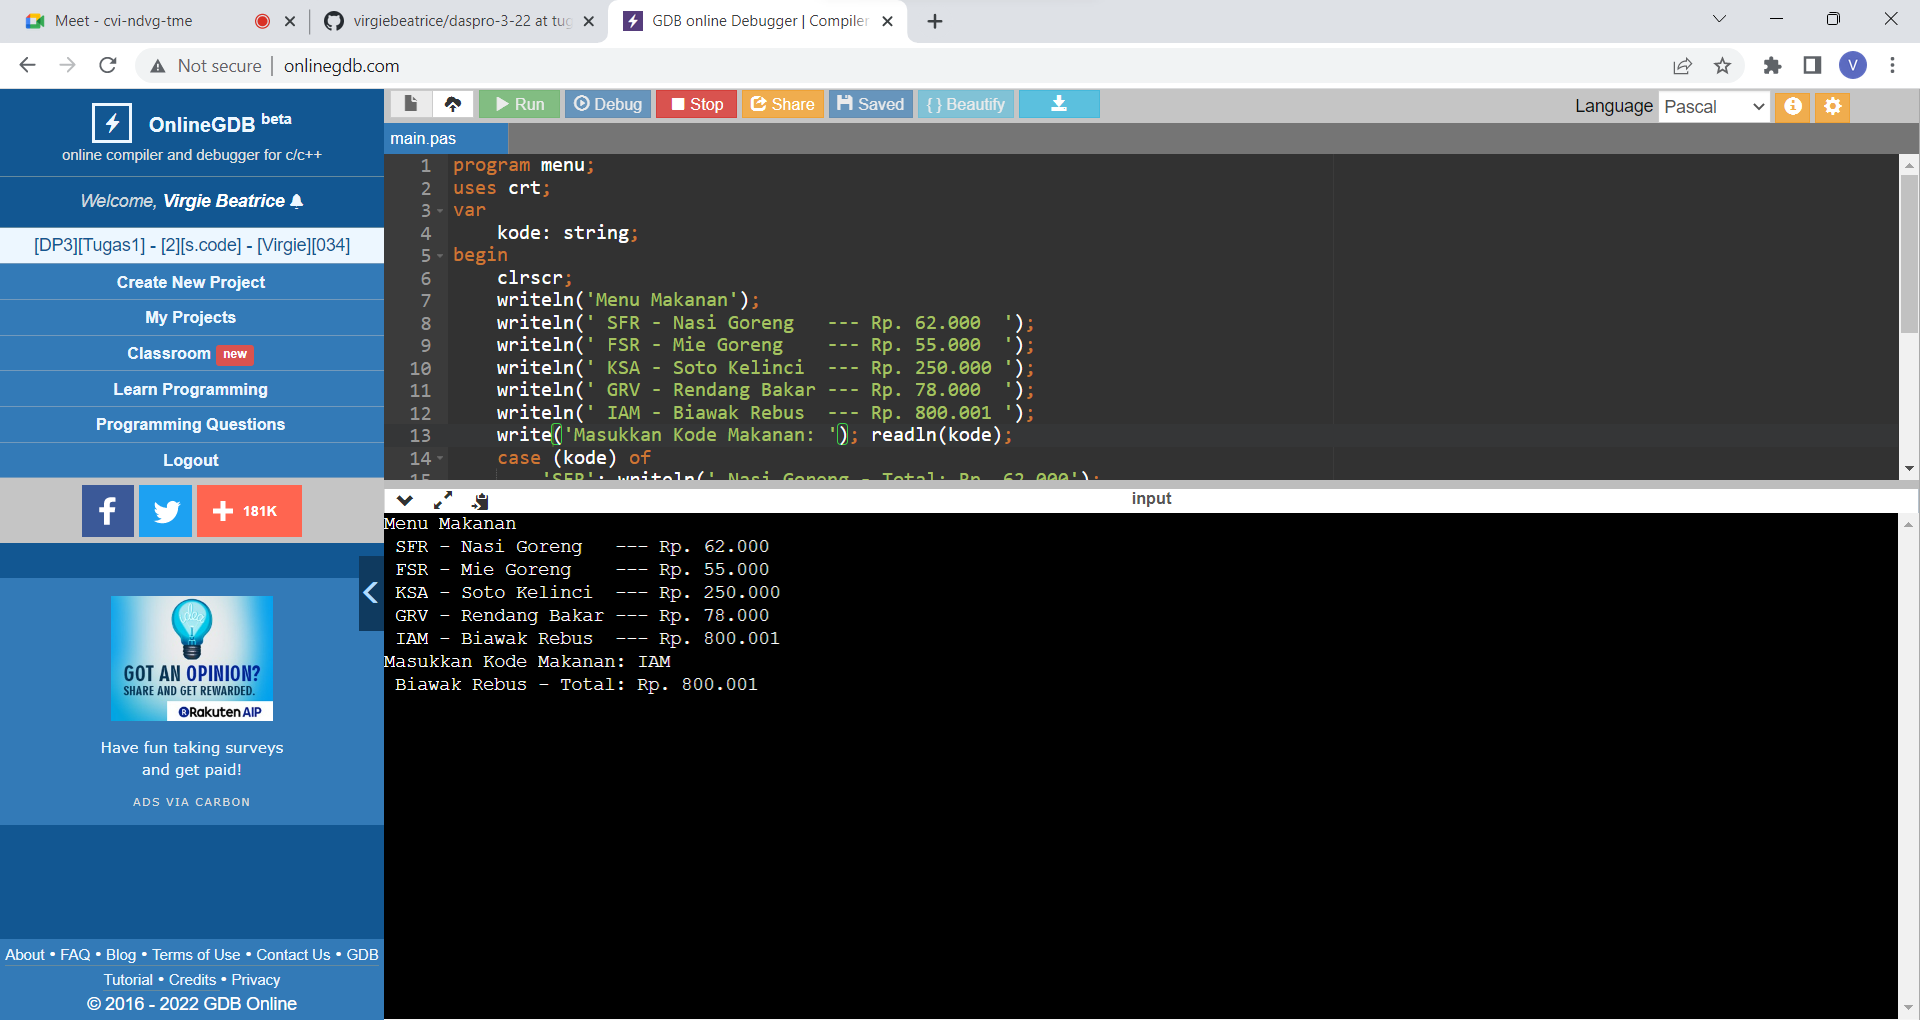 Meet - cvi-ndvg-tme
virgiebeatrice/daspro-3-22 at tug
GDB online Debugger | Compiler
Not secure
onlinegdb.com
V
OnlineGDB beta
online compiler and debugger for c/c++
Welcome, Virgie Beatrice
[DP3][Tugas1] - [2][s.code] - [Virgie][034]
Create New Project
My Projects
Classroom new
Learn Programming
Programming Questions
Logout
181K
GOT AN OPINION?
SHARE AND GET REWARDED.
Rakuten AIP
Have fun taking surveys
and get paid!
ADS VIA CARBON
About • FAQ • Blog • Terms of Use • Contact Us • GDB
Tutorial • Credits • Privacy
© 2016 - 2022 GDB Online
Run
Debug
Stop
Share
Saved
{ } Beautify
Language Pascal
main.pas
1 program menu;
2 uses crt;
3 var
4     kode: string;
5 begin
6     clrscr;
7     writeln('Menu Makanan');
8     writeln(' SFR - Nasi Goreng   --- Rp. 62.000  ');
9     writeln(' FSR - Mie Goreng    --- Rp. 55.000  ');
10     writeln(' KSA - Soto Kelinci  --- Rp. 250.000 ');
11     writeln(' GRV - Rendang Bakar --- Rp. 78.000  ');
12     writeln(' IAM - Biawak Rebus  --- Rp. 800.001 ');
13     write('Masukkan Kode Makanan: '); readln(kode);
14     case (kode) of
15         'SFR': writeln(' Nasi Goreng - Total: Rp. 62.000');
input
Menu Makanan
 SFR - Nasi Goreng   --- Rp. 62.000
 FSR - Mie Goreng    --- Rp. 55.000
 KSA - Soto Kelinci  --- Rp. 250.000
 GRV - Rendang Bakar --- Rp. 78.000
 IAM - Biawak Rebus  --- Rp. 800.001
Masukkan Kode Makanan: IAM
 Biawak Rebus - Total: Rp. 800.001